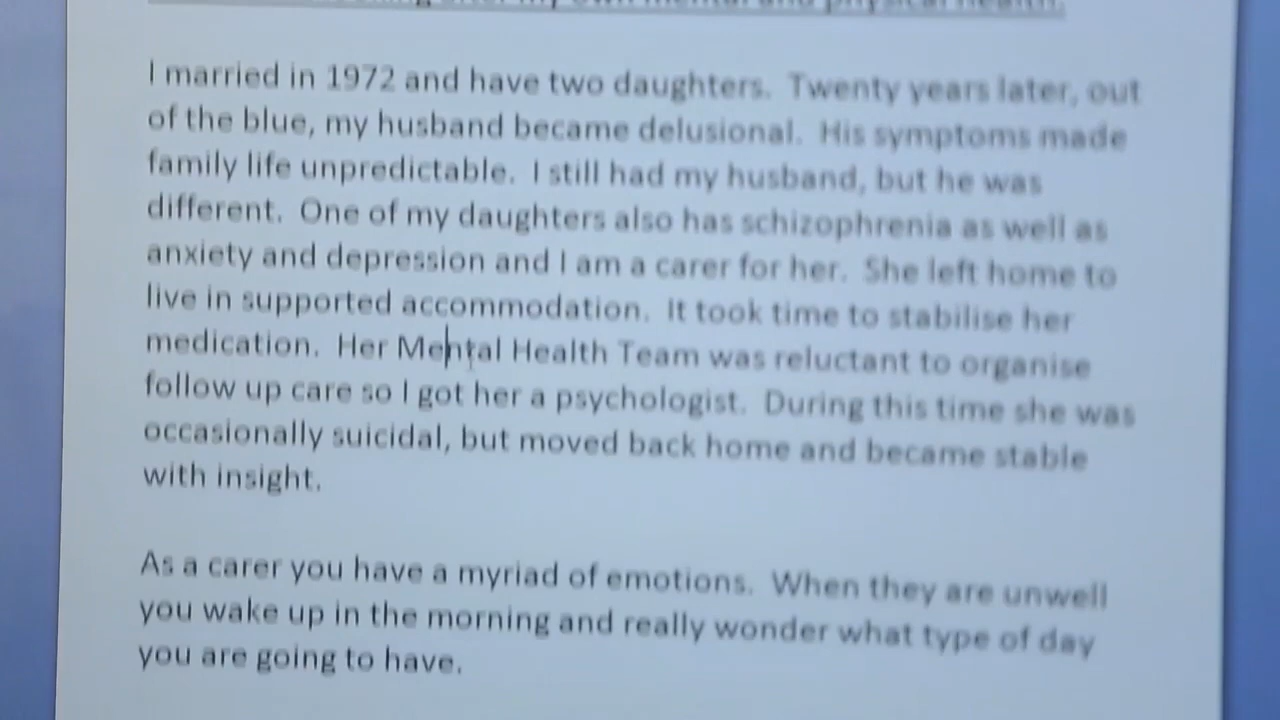 my own mental and physical health.
I married in 1972 and have two daughters. Twenty years later, out
of the blue, my husband became delusional. His symptoms made
family life unpredictable. I still had my husband, but he was
different. One of my daughters also has schizophrenia as well as
anxiety and depression and I am a carer for her. She left home to
live in supported accommodation. It took time to stabilise her
medication. Her Mental Health Team was reluctant to organise
follow up care so I got her a psychologist. During this time she was
occasionally suicidal, but moved back home and became stable
with insight.
As a carer you have a myriad of emotions. When they are unwell
you wake up in the morning and really wonder what type of day
you are going to have.